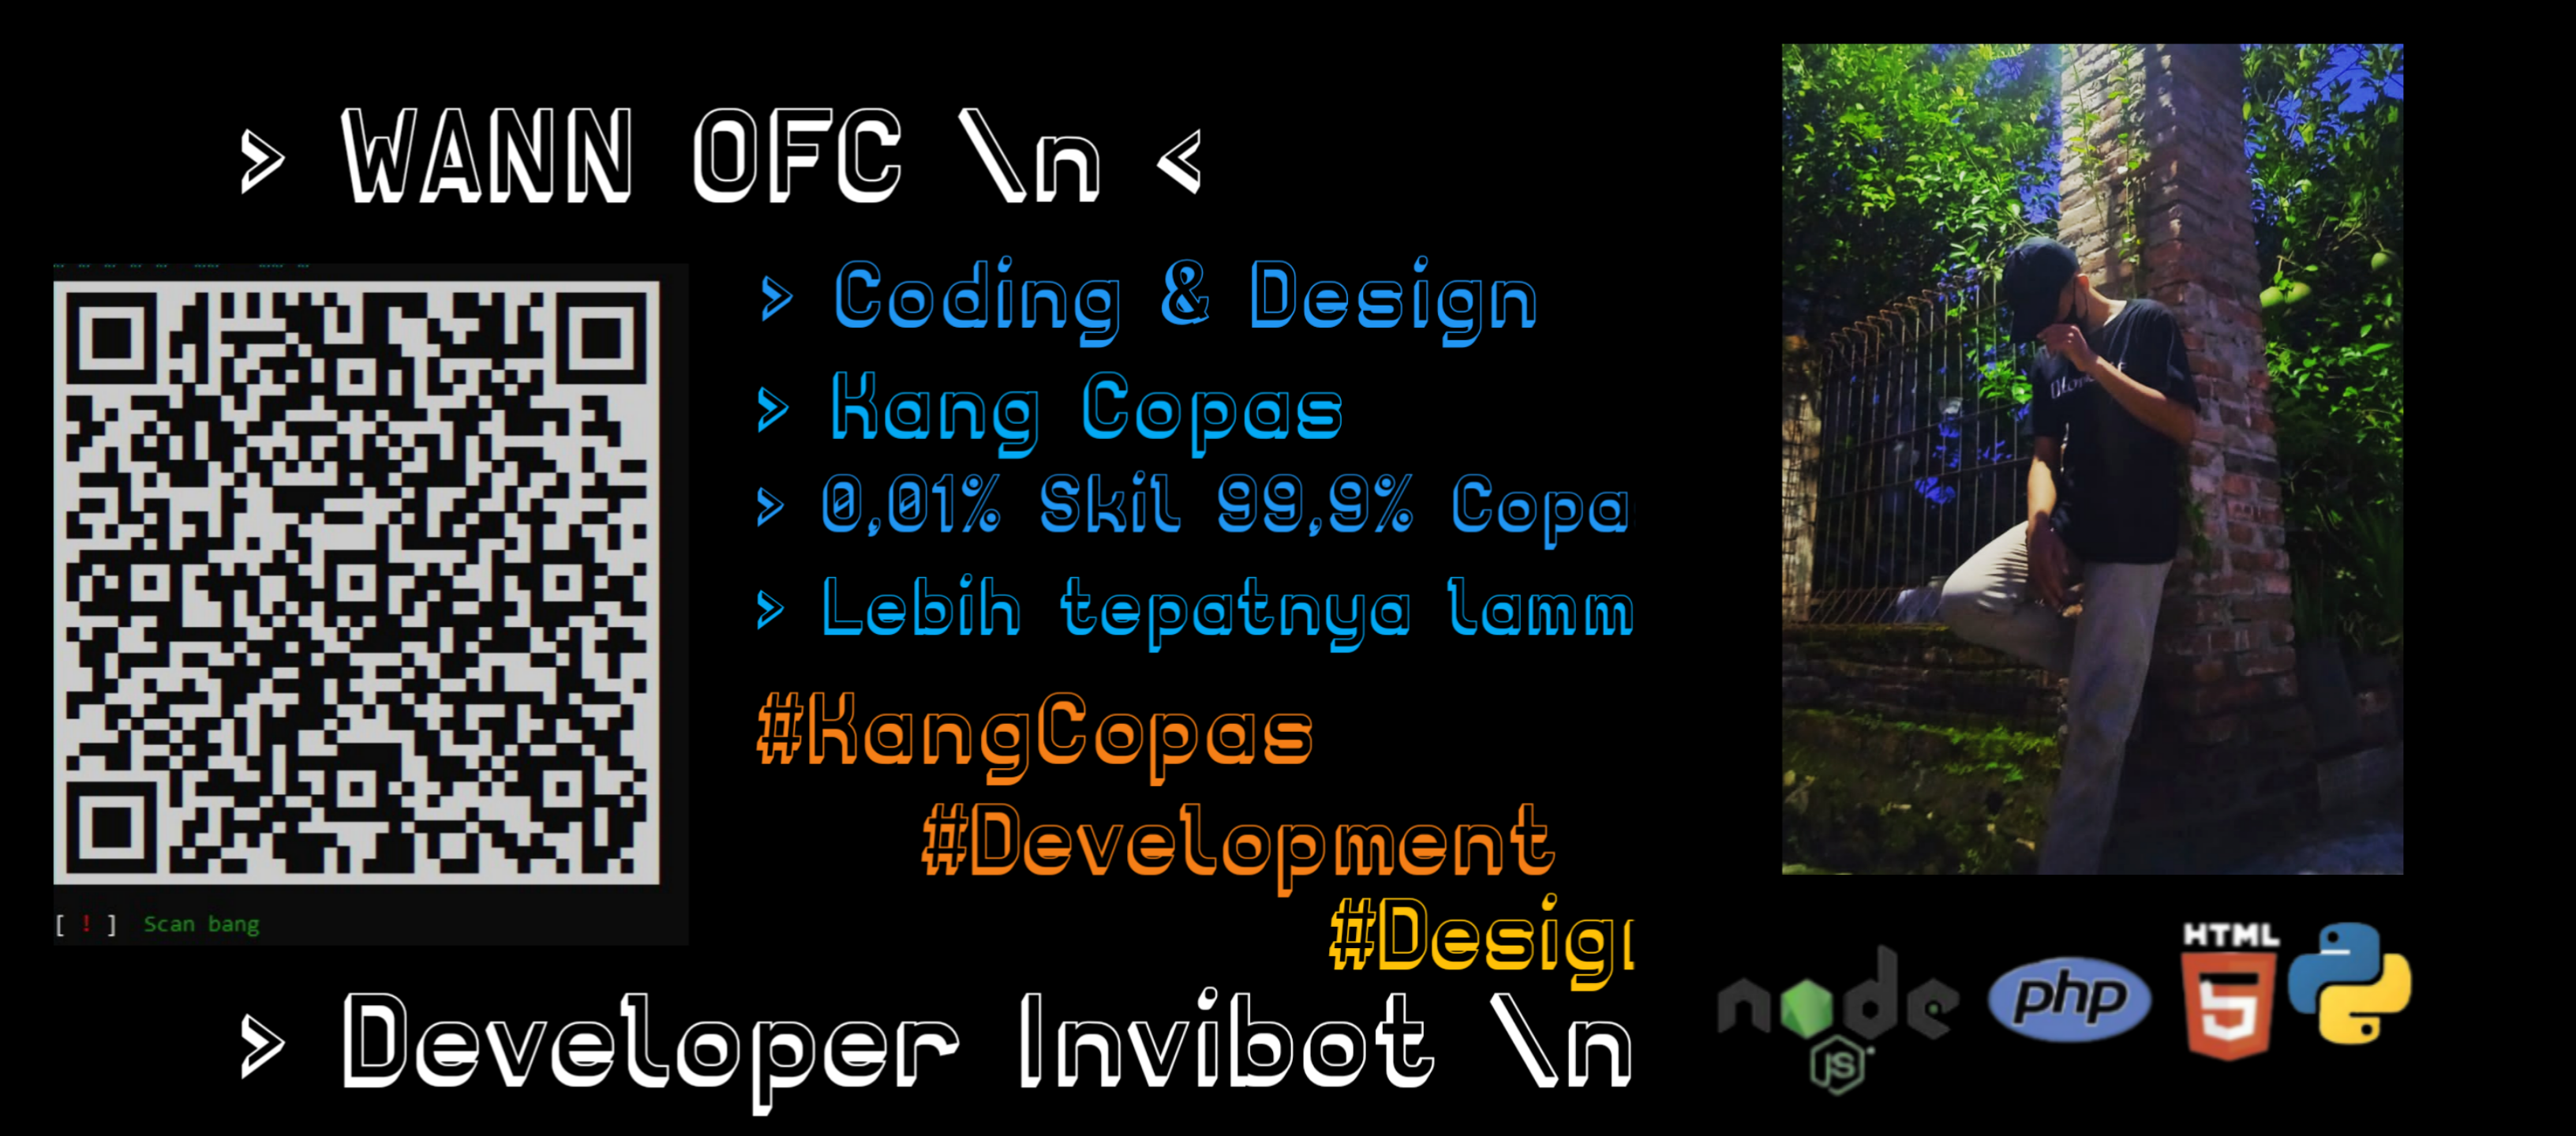 > WANN OFC \n <
> Coding & Design
> Kang Copas
> 0,01% Skil 99,9% Copa
> Lebih tepatnya lamm
#KangCopas
#Development
#Desig
[ ! ] Scan bang
> Developer Invibot \n
node
JS
php
HTML
5